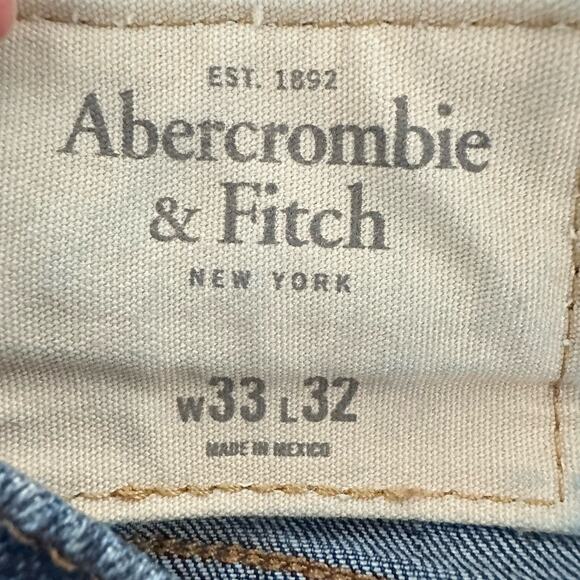 EST. 1892
Abercrombie
& Fitch
NEW YORK
W33 L32
MADE IN MEXICO